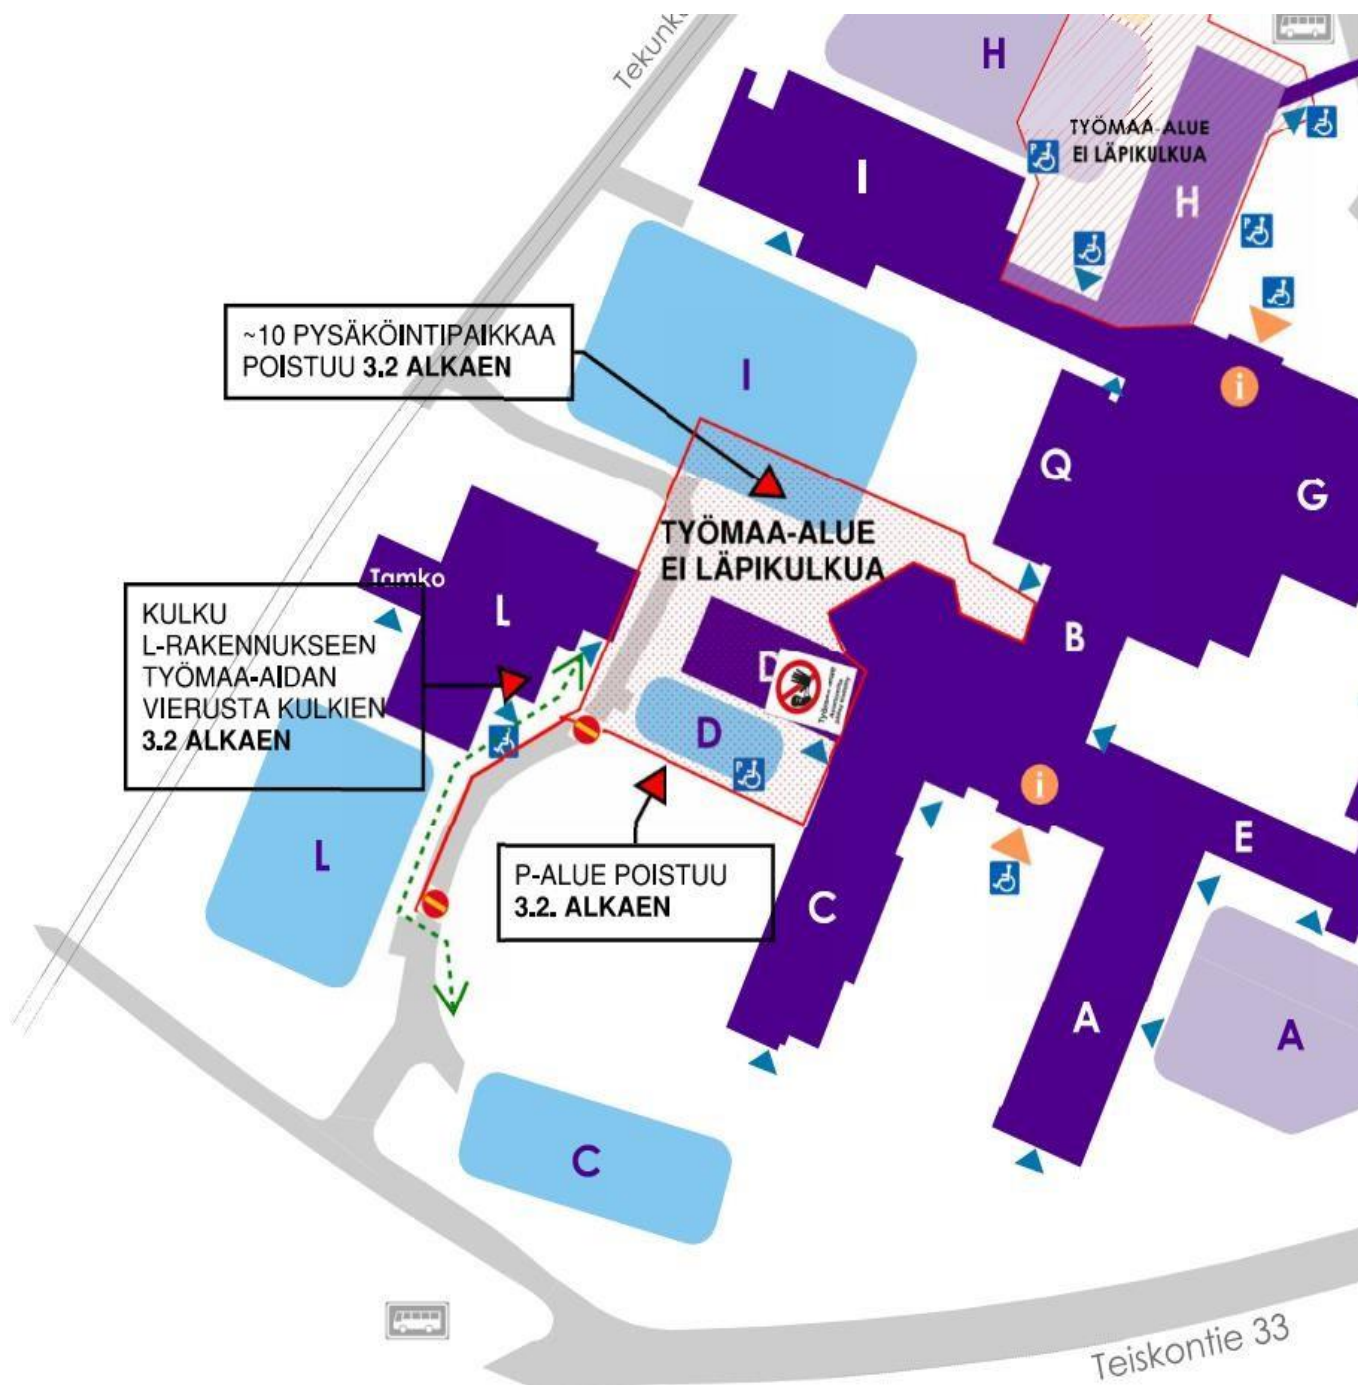 Tekunk
H
TYÖMAA-ALUE
EI LÄPIKULKUA
I
H
~10 PYSÄKÖINTIPAIKKAA
POISTUU 3.2 ALKAEN
I
i
Q
G
TYÖMAA-ALUE
EI LÄPIKULKUA
Tamko
L
KULKU
L-RAKENNUKSEEN
TYÖMAA-AIDAN
VIERUSTA KULKIEN
3.2 ALKAEN
B
D
D
P
i
E
L
P-ALUE POISTUU
3.2. ALKAEN
C
A
A
C
Teiskontie 33